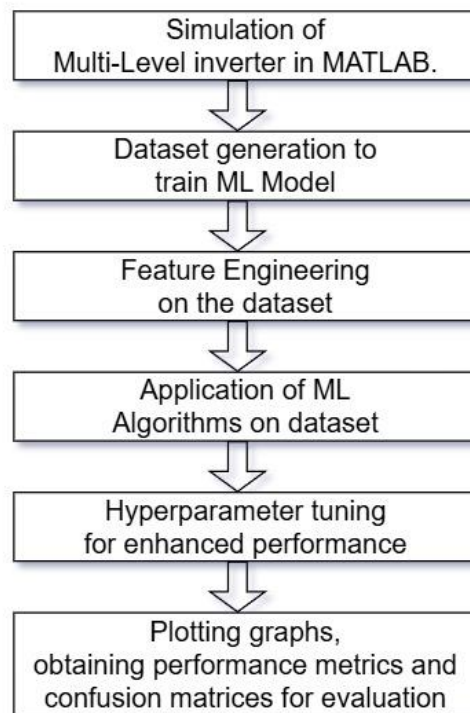 Simulation of
Multi-Level inverter in MATLAB.
Dataset generation to
train ML Model
Feature Engineering
on the dataset
Application of ML
Algorithms on dataset
Hyperparameter tuning
for enhanced performance
Plotting graphs,
obtaining performance metrics and
confusion matrices for evaluation